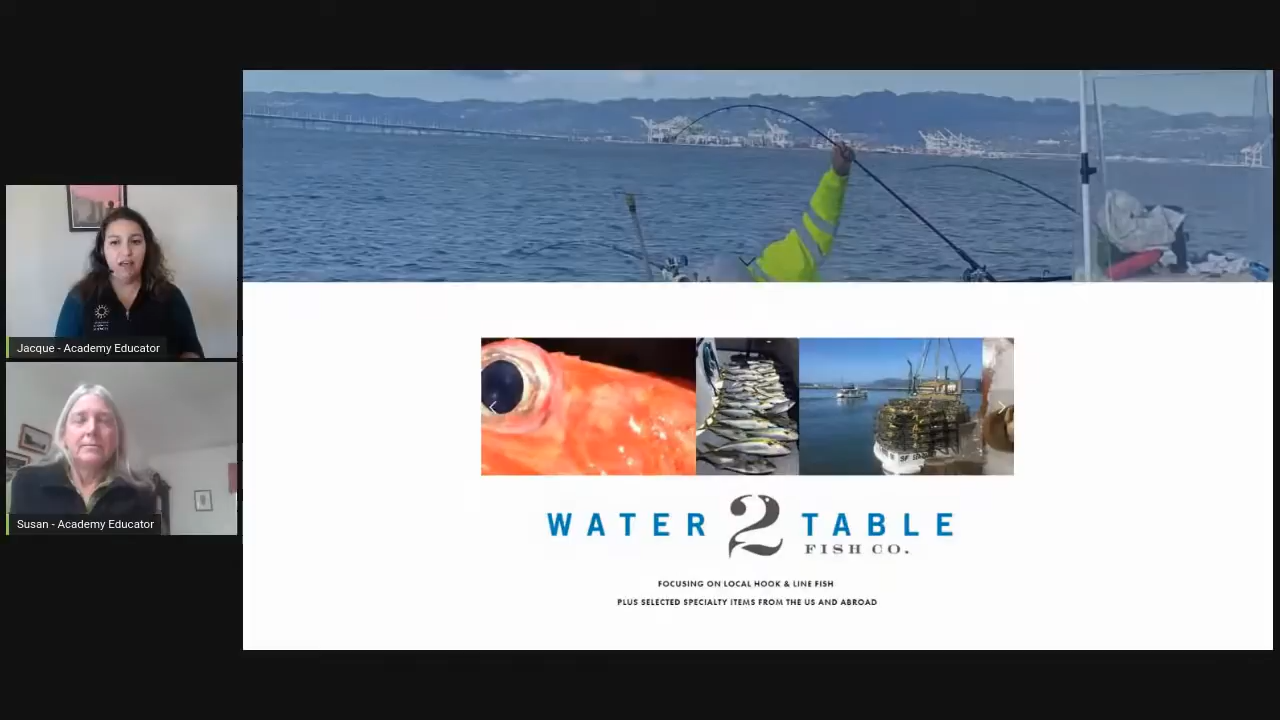 Jacque - Academy Educator
Susan - Academy Educator
WATER 2 TABLE
FISH CO.
FOCUSING ON LOCAL HOOK & LINE FISH
PLUS SELECTED SPECIALTY ITEMS FROM THE US AND ABROAD